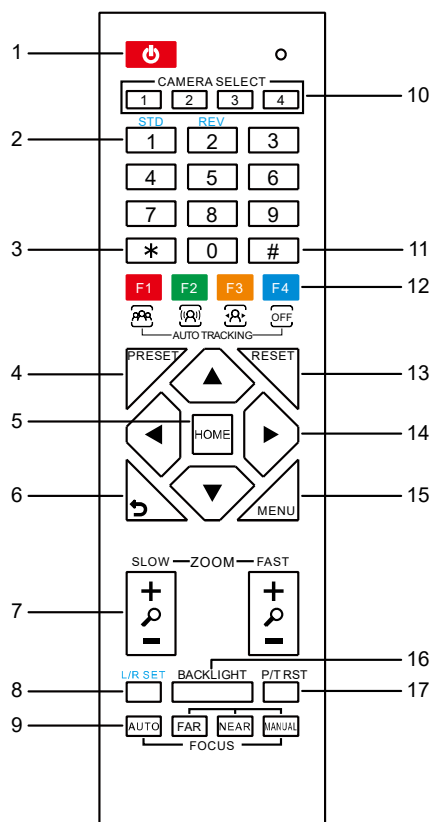 1
CAMERA SELECT
10
1 2 3 4
STD REV
2 1 2 3
4 5 6
7 8 9
3 * 0 # 11
F1 F2 F3 F4 12
OFF
AUTO TRACKING
4 PRESET RESET 13
5 HOME 14
6 MENU 15
SLOW ZOOM FAST
7 + +
- -
16
8 L/R SET BACKLIGHT P/T RST 17
9 AUTO FAR NEAR MANUAL
FOCUS